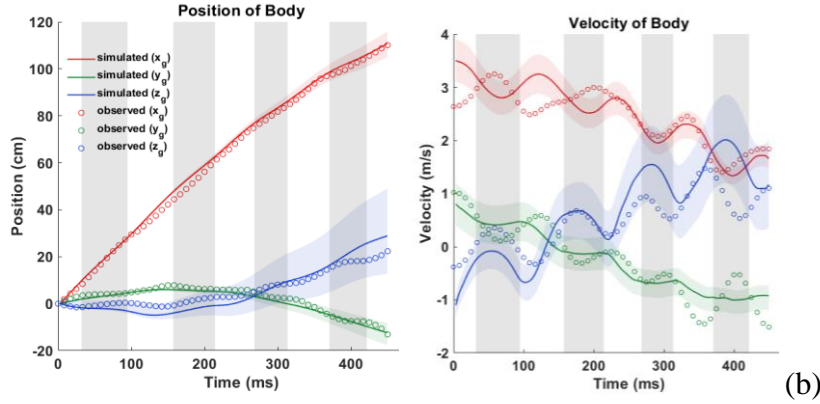 Position of Body
120
100
80
60
40
20
0
-20
Position (cm)
simulated (xg)
simulated (yg)
simulated (zg)
observed (xg)
observed (yg)
observed (zg)
0
100
200
300
400
Time (ms)
Velocity of Body
4
3
2
1
0
-1
-2
Velocity (m/s)
0
100
200
300
400
Time (ms)
(b)